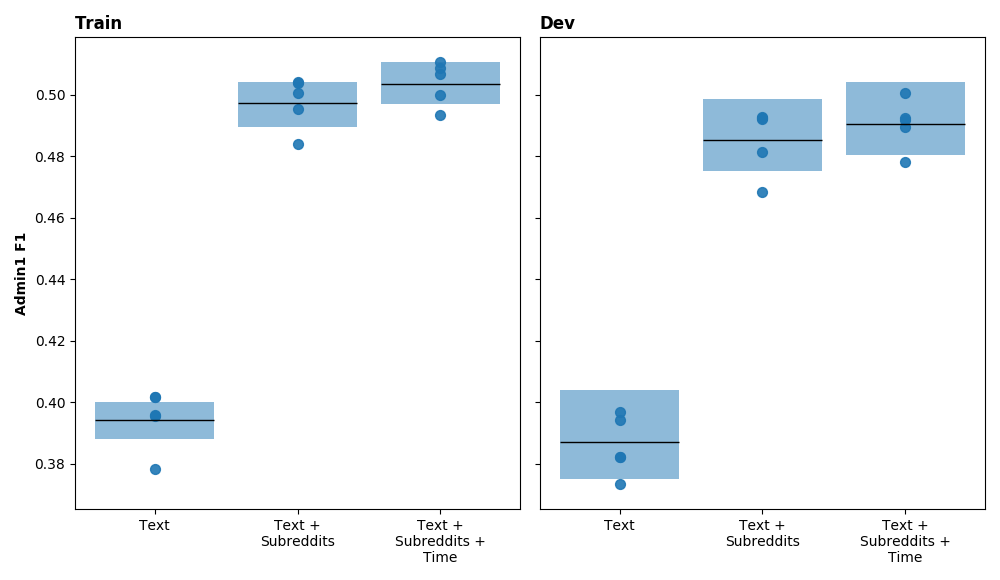 Train
Dev
Admin1 F1
0.50
0.48
0.46
0.44
0.42
0.40
0.38
Text
Text +
Subreddits
Text +
Subreddits +
Time
Text
Text +
Subreddits
Text +
Subreddits +
Time